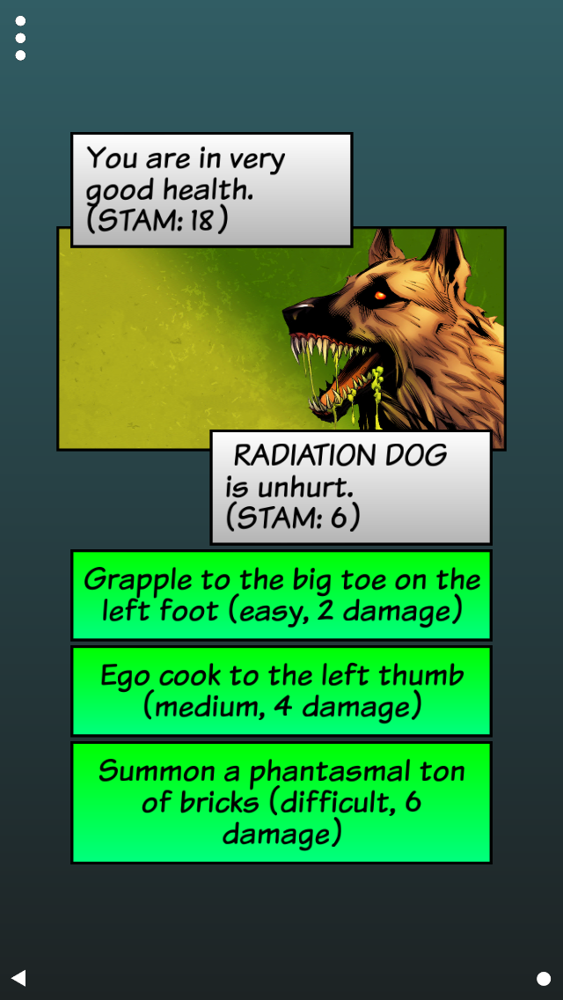 You are in very
good health.
(STAM: 18)
RADIATION DOG
is unhurt.
(STAM: 6)
Grapple to the big toe on the
left foot (easy, 2 damage)
Ego cook to the left thumb
(medium, 4 damage)
Summon a phantasmal ton
of bricks (difficult, 6
damage)